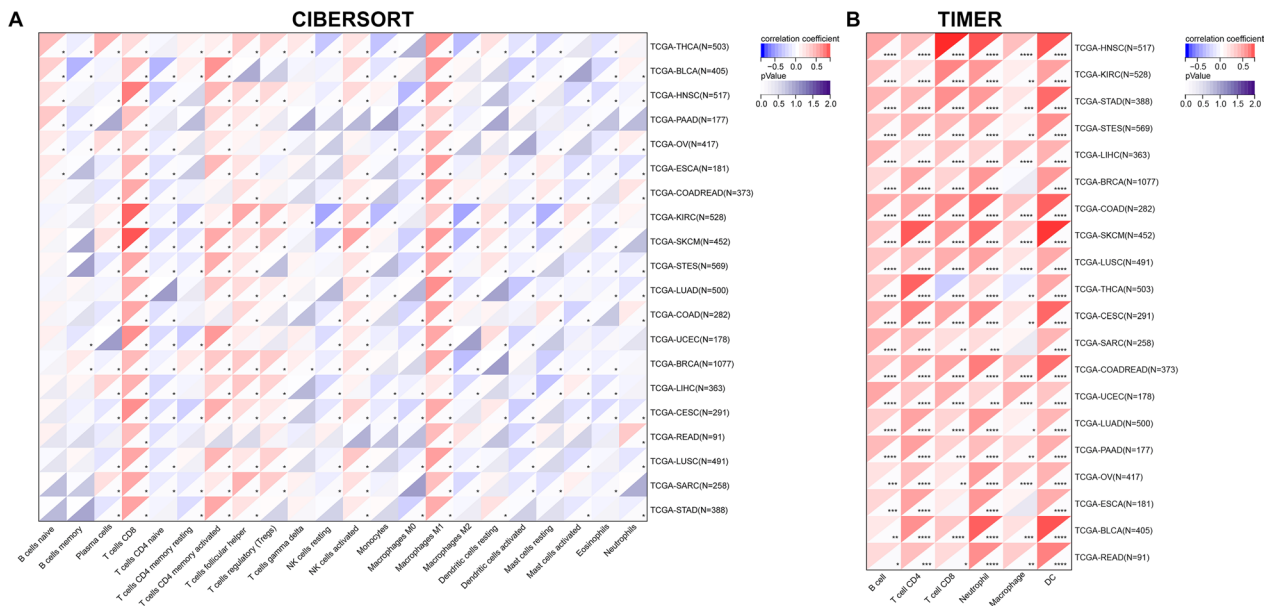 A
CIBERSORT
correlation coefficient
−0.5 0.0 0.5
pValue
0.0 0.5 1.0 1.5 2.0
TCGA-THCA(N=503)
TCGA-BLCA(N=405)
TCGA-HNSC(N=517)
TCGA-PAAD(N=177)
TCGA-OV(N=417)
TCGA-ESCA(N=181)
TCGA-COADREAD(N=373)
TCGA-KIRC(N=528)
TCGA-SKCM(N=452)
TCGA-STES(N=569)
TCGA-LUAD(N=500)
TCGA-COAD(N=282)
TCGA-UCEC(N=178)
TCGA-BRCA(N=1077)
TCGA-LIHC(N=363)
TCGA-CESC(N=291)
TCGA-READ(N=91)
TCGA-LUSC(N=491)
TCGA-SARC(N=258)
TCGA-STAD(N=388)
B cells naive
B cells memory
Plasma cells
T cells CD8
T cells CD4 naive
T cells CD4 memory resting
T cells CD4 memory activated
T cells follicular helper
T cells regulatory (Tregs)
T cells gamma delta
NK cells resting
NK cells activated
Monocytes
Macrophages M0
Macrophages M1
Macrophages M2
Dendritic cells resting
Dendritic cells activated
Mast cells resting
Mast cells activated
Eosinophils
Neutrophils
B
TIMER
correlation coefficient
−0.5 0.0 0.5
pValue
0.0 0.5 1.0 1.5 2.0
TCGA-HNSC(N=517)
TCGA-KIRC(N=528)
TCGA-STAD(N=388)
TCGA-STES(N=569)
TCGA-LIHC(N=363)
TCGA-BRCA(N=1077)
TCGA-COAD(N=282)
TCGA-SKCM(N=452)
TCGA-LUSC(N=491)
TCGA-THCA(N=503)
TCGA-CESC(N=291)
TCGA-SARC(N=258)
TCGA-COADREAD(N=373)
TCGA-UCEC(N=178)
TCGA-LUAD(N=500)
TCGA-PAAD(N=177)
TCGA-OV(N=417)
TCGA-ESCA(N=181)
TCGA-BLCA(N=405)
TCGA-READ(N=91)
B cell
T cell CD4
T cell CD8
Neutrophil
Macrophage
DC